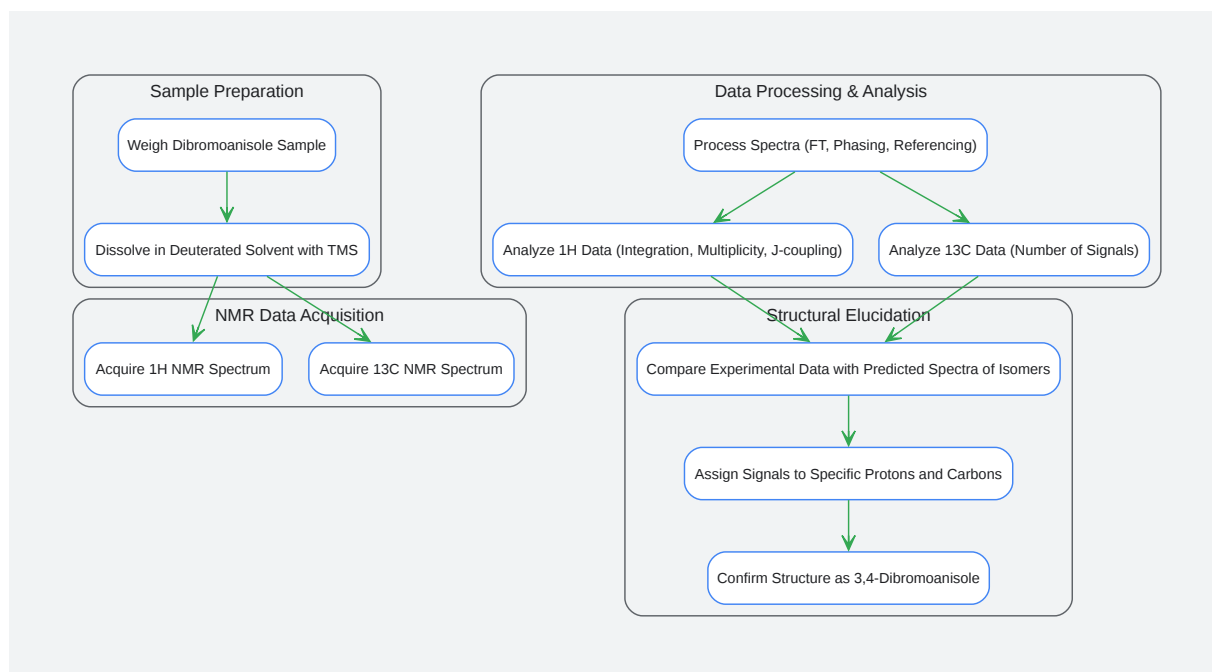 Sample Preparation
Weigh Dibromoanisole Sample
Dissolve in Deuterated Solvent with TMS
NMR Data Acquisition
Acquire 1H NMR Spectrum
Acquire 13C NMR Spectrum
Data Processing & Analysis
Process Spectra (FT, Phasing, Referencing)
Analyze 1H Data (Integration, Multiplicity, J-coupling)
Analyze 13C Data (Number of Signals)
Structural Elucidation
Compare Experimental Data with Predicted Spectra of Isomers
Assign Signals to Specific Protons and Carbons
Confirm Structure as 3,4-Dibromoanisole